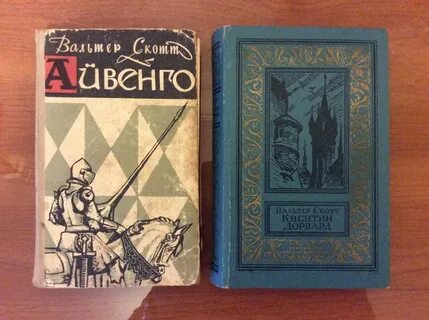 Вальтер Скотт
Айвенго
Вальтер Скотт
Квентин
Дорвард